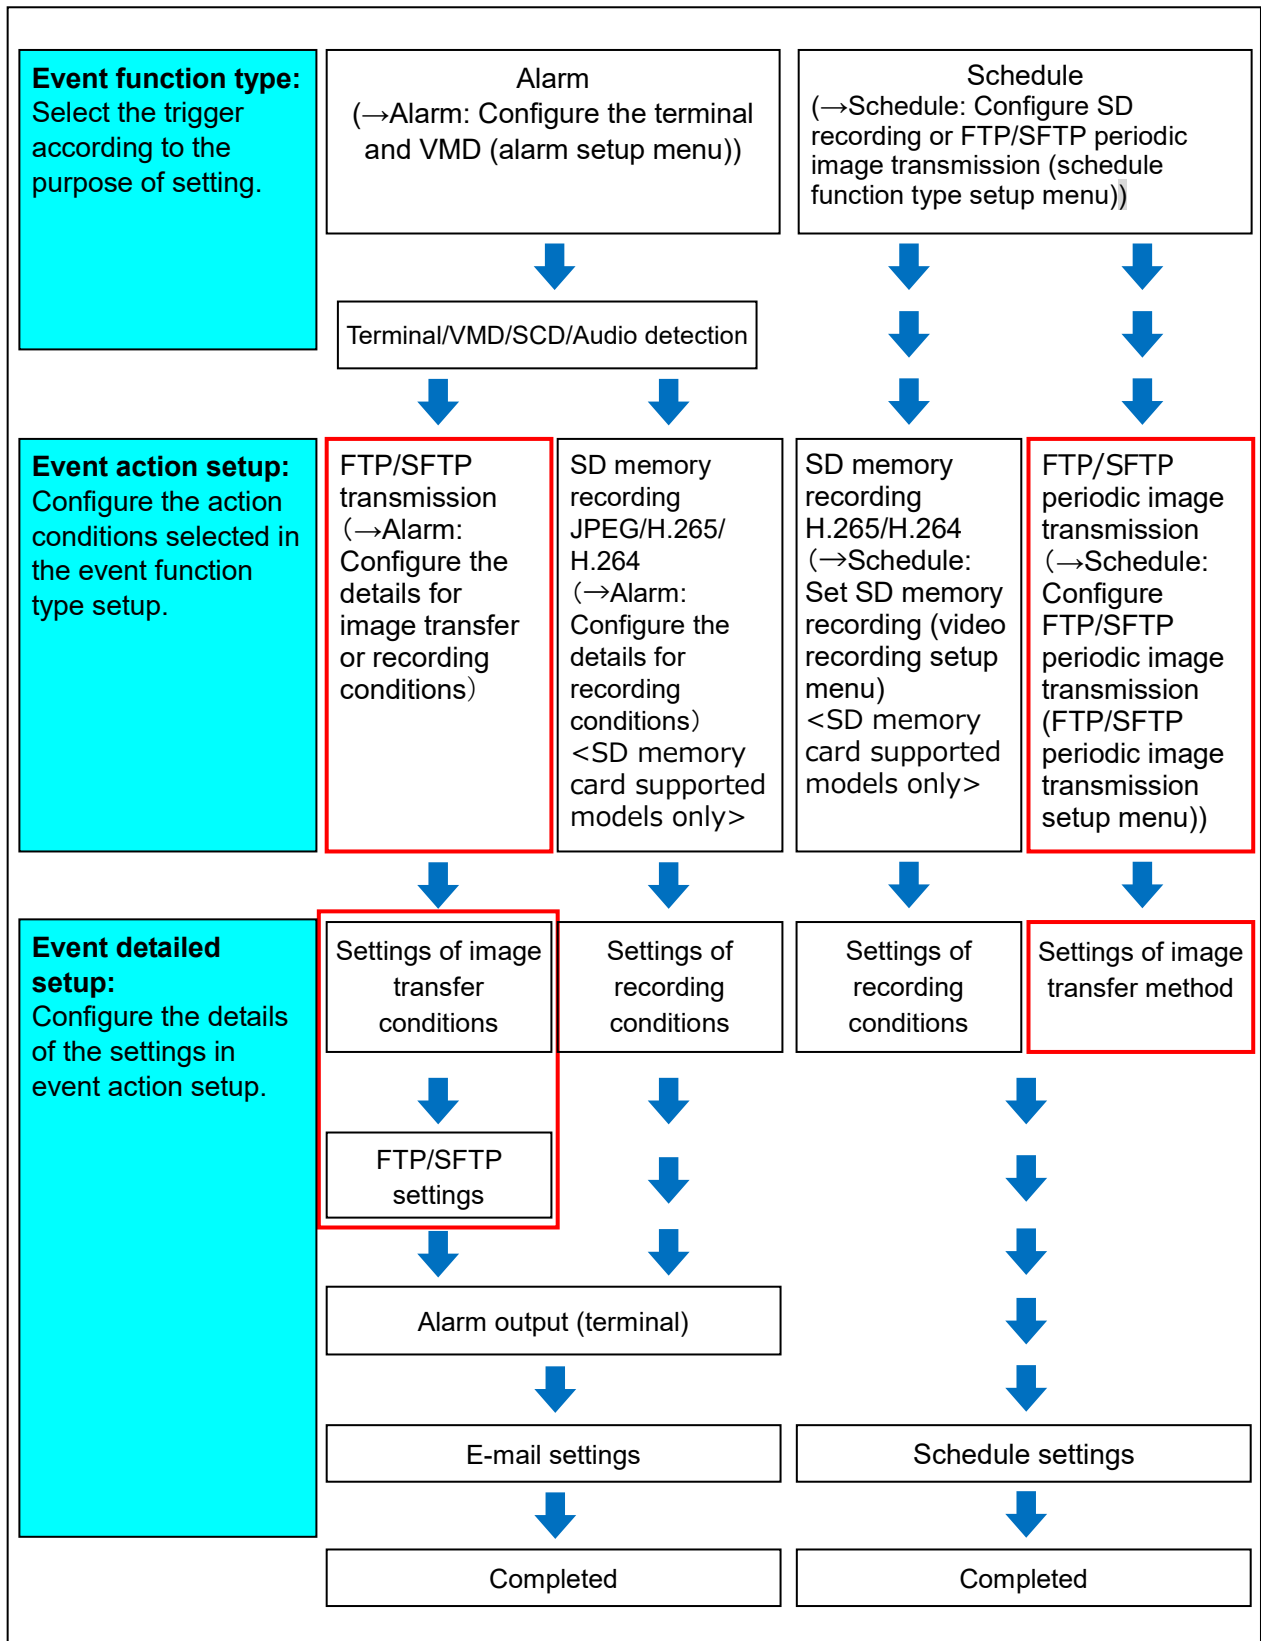 Event function type:
Select the trigger
according to the
purpose of setting.
Alarm
(→Alarm: Configure the terminal
and VMD (alarm setup menu))
Schedule
(→Schedule: Configure SD
recording or FTP/SFTP periodic
image transmission (schedule
function type setup menu))
Terminal/VMD/SCD/Audio detection
Event action setup:
Configure the action
conditions selected in
the event function
type setup.
FTP/SFTP
transmission
（→Alarm:
Configure the
details for
image transfer
or recording
conditions）
SD memory
recording
JPEG/H.265/
H.264
（→Alarm:
Configure the
details for
recording
conditions）
<SD memory
card supported
models only>
SD memory
recording
H.265/H.264
（→Schedule:
Set SD memory
recording (video
recording setup
menu)
<SD memory
card supported
models only>
FTP/SFTP
periodic image
transmission
（→Schedule:
Configure
FTP/SFTP
periodic image
transmission
(FTP/SFTP
periodic image
transmission
setup menu))
Event detailed
setup:
Configure the details
of the settings in
event action setup.
Settings of image
transfer
conditions
Settings of
recording
conditions
Settings of
recording
conditions
Settings of image
transfer method
FTP/SFTP
settings
Alarm output (terminal)
E-mail settings
Schedule settings
Completed
Completed